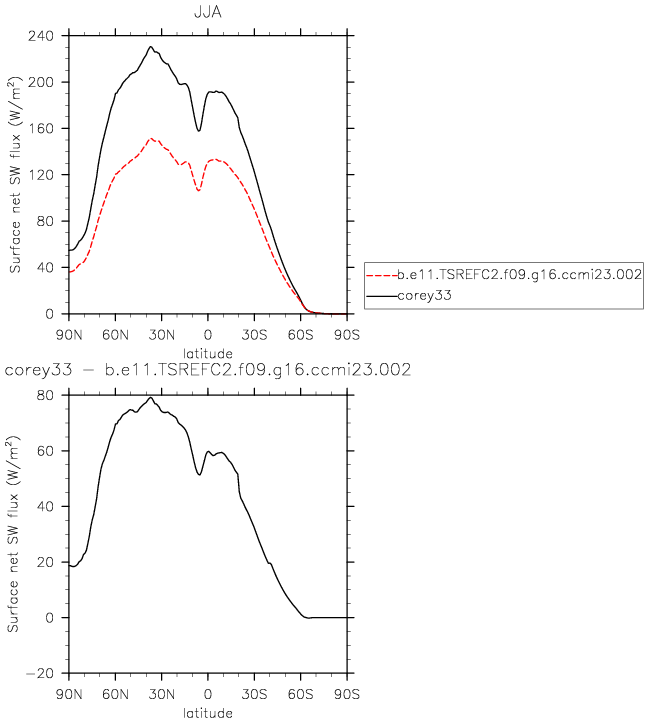 JJA
Surface net SW flux (W/m²)
240
200
160
120
80
40
0
90N 60N 30N 0 30S 60S 90S
latitude
b.e11.TSREFC2.f09.g16.ccmi23.002
corey33
corey33 − b.e11.TSREFC2.f09.g16.ccmi23.002
Surface net SW flux (W/m²)
80
60
40
20
0
−20
90N 60N 30N 0 30S 60S 90S
latitude